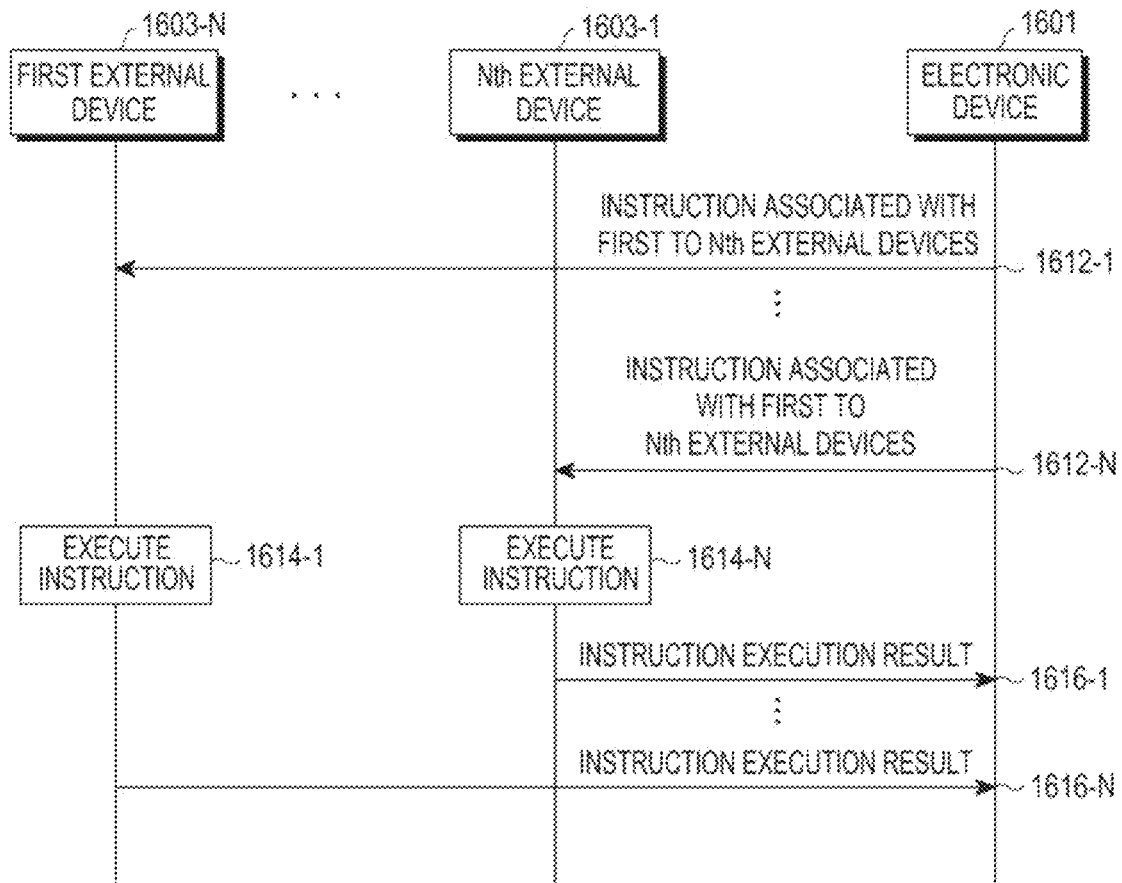 1603-N
1603-1
1601
FIRST EXTERNAL
DEVICE
. . .
Nth EXTERNAL
DEVICE
ELECTRONIC
DEVICE
INSTRUCTION ASSOCIATED WITH
FIRST TO Nth EXTERNAL DEVICES
1612-1
INSTRUCTION ASSOCIATED
WITH FIRST TO
Nth EXTERNAL DEVICES
1612-N
EXECUTE
INSTRUCTION
1614-1
EXECUTE
INSTRUCTION
1614-N
INSTRUCTION EXECUTION RESULT
1616-1
INSTRUCTION EXECUTION RESULT
1616-N